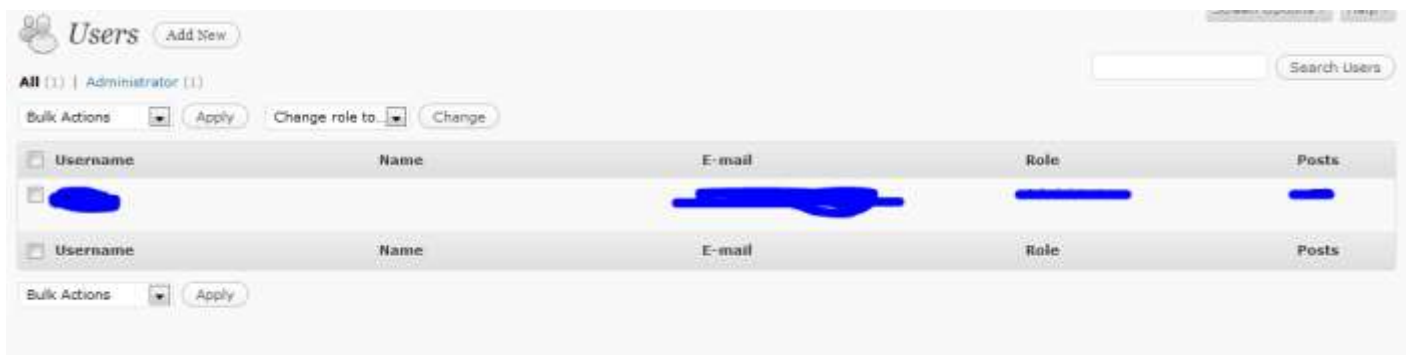 Users Add New
All (1) | Administrator (1)
Search Users
Bulk Actions Apply Change role to... Change
Username Name E-mail Role Posts
Username Name E-mail Role Posts
Bulk Actions Apply